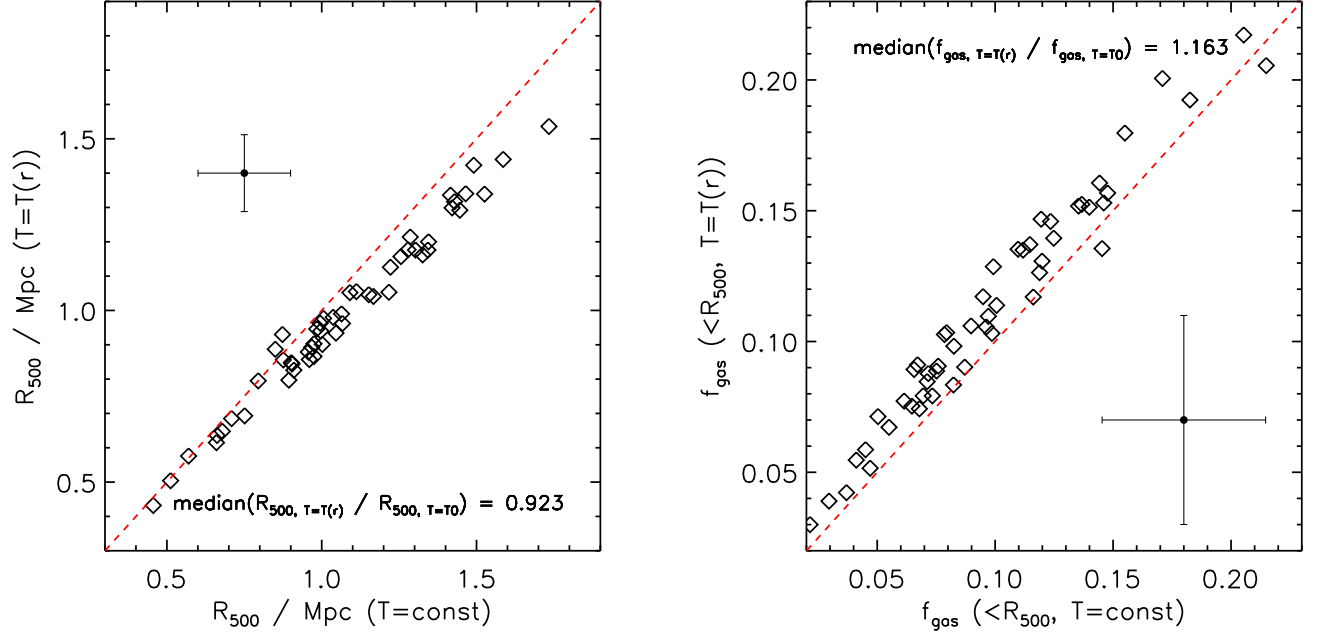 1.5
1.0
0.5
R500 / Mpc (T=T(r))
median(R500, T=T(r) / R500, T=T0) = 0.923
0.5 1.0 1.5
R500 / Mpc (T=const)
median(fgas, T=T(r) / fgas, T=T0) = 1.163
0.20
0.15
0.10
0.05
fgas (<R500, T=T(r))
0.05 0.10 0.15 0.20
fgas (<R500, T=const)